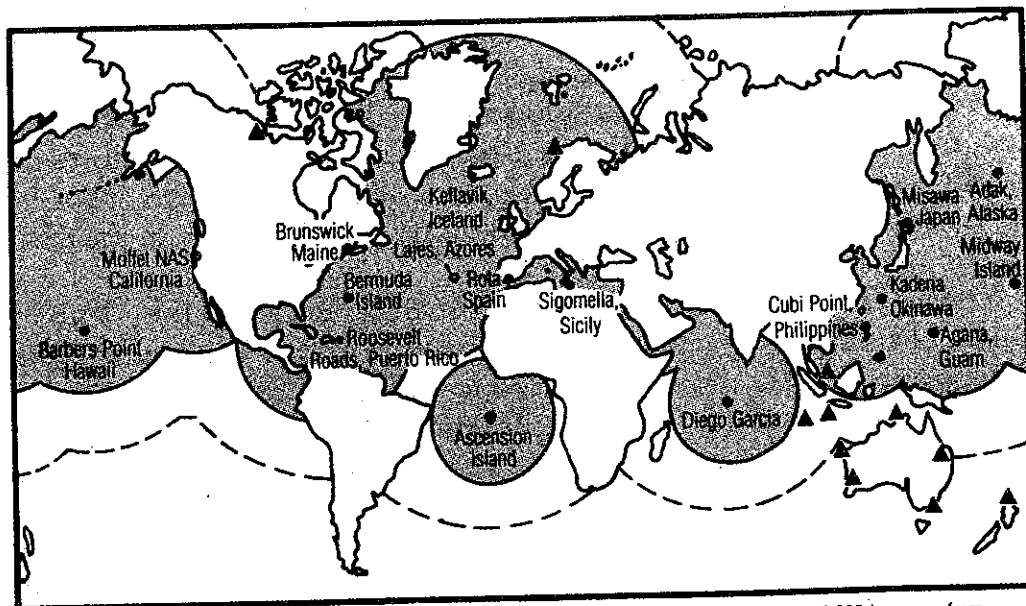 Keflavik
Iceland
Brunswick
Maine
Lajes, Azores
Misawa
Japan
Adak,
Alaska
Moffet NAS
California
Bermuda
Island
Rota
Spain
Sigomella,
Sicily
Midway
Island
Kadena
Okinawa
Cubi Point,
Philippines
Roosevelt
Roads, Puerto Rico
Agana,
Guam
Barbers Point
Hawaii
Ascension
Island
Diego Garcia